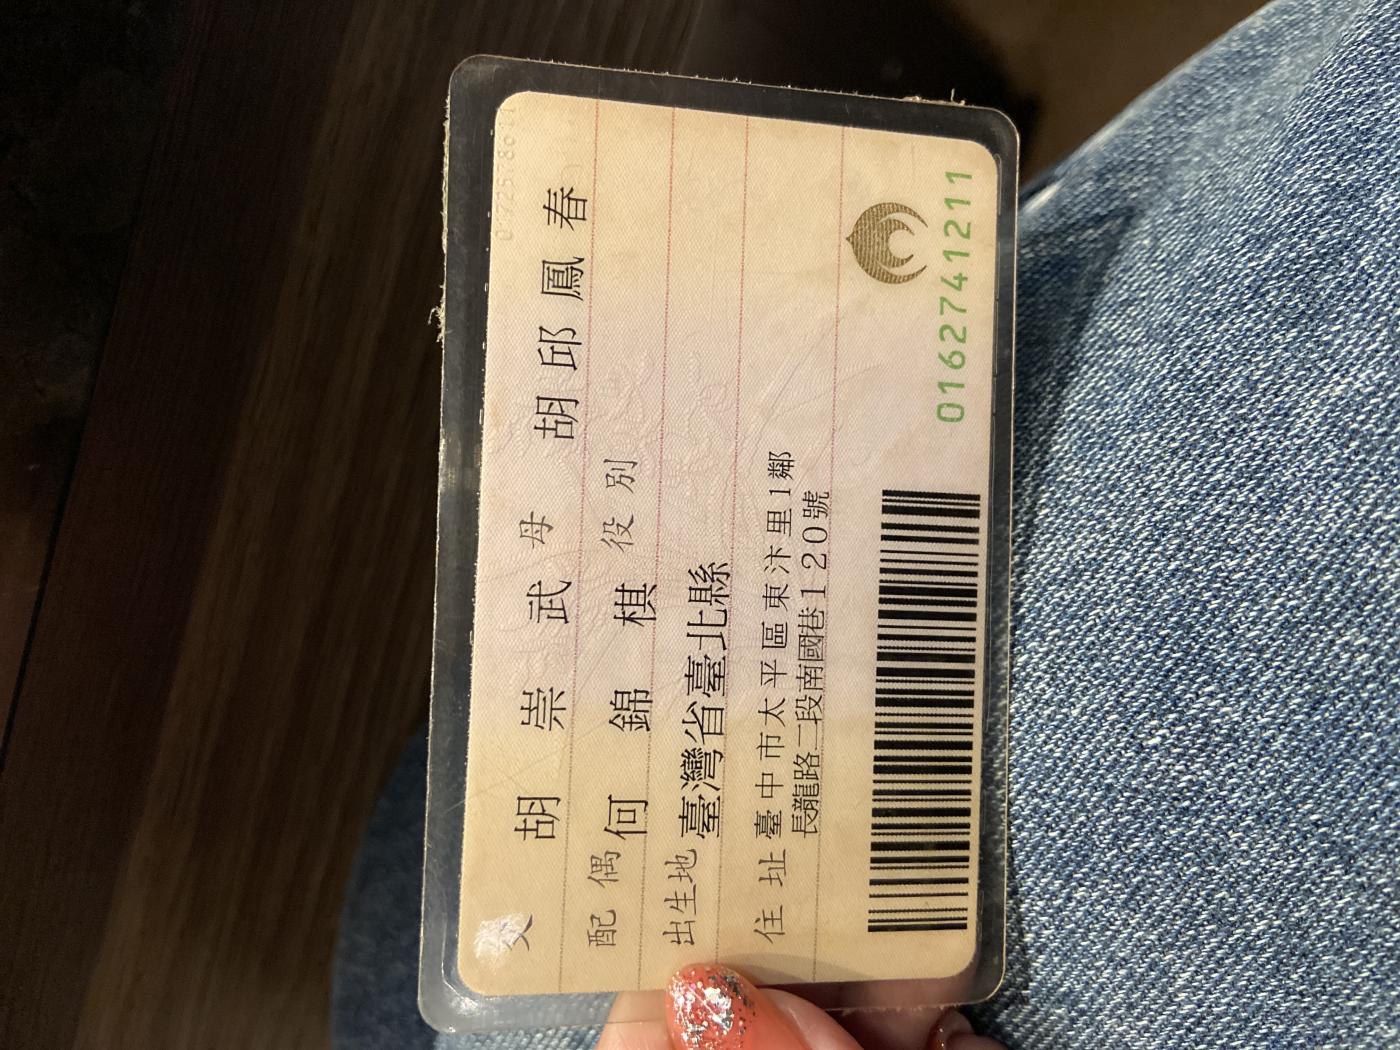 父 胡崇武 母 胡邱鳳春
配偶 何錦棋 役別
出生地 臺灣省臺北縣
住址 臺中市太平區東汴里1鄰
長龍路二段南國巷120號
0162741211